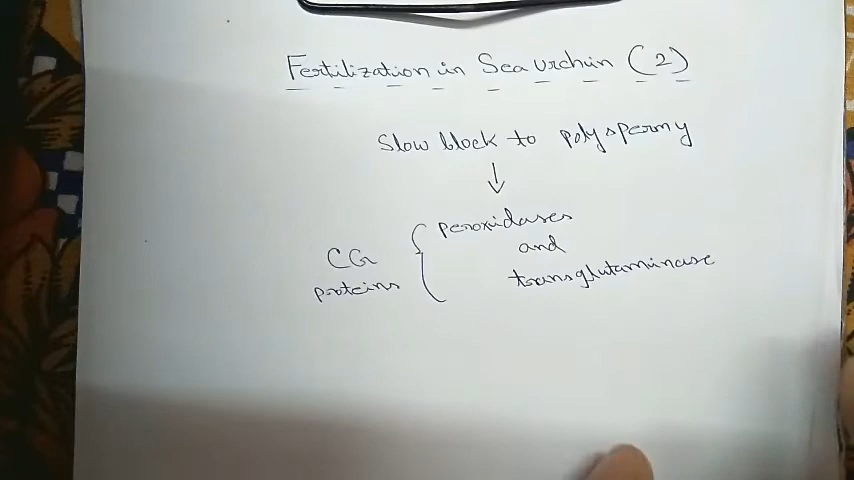 Fertilization in Sea urchin (2)
Slow block to polyspermy
peroxidases
and
CG
transglutaminase
proteins